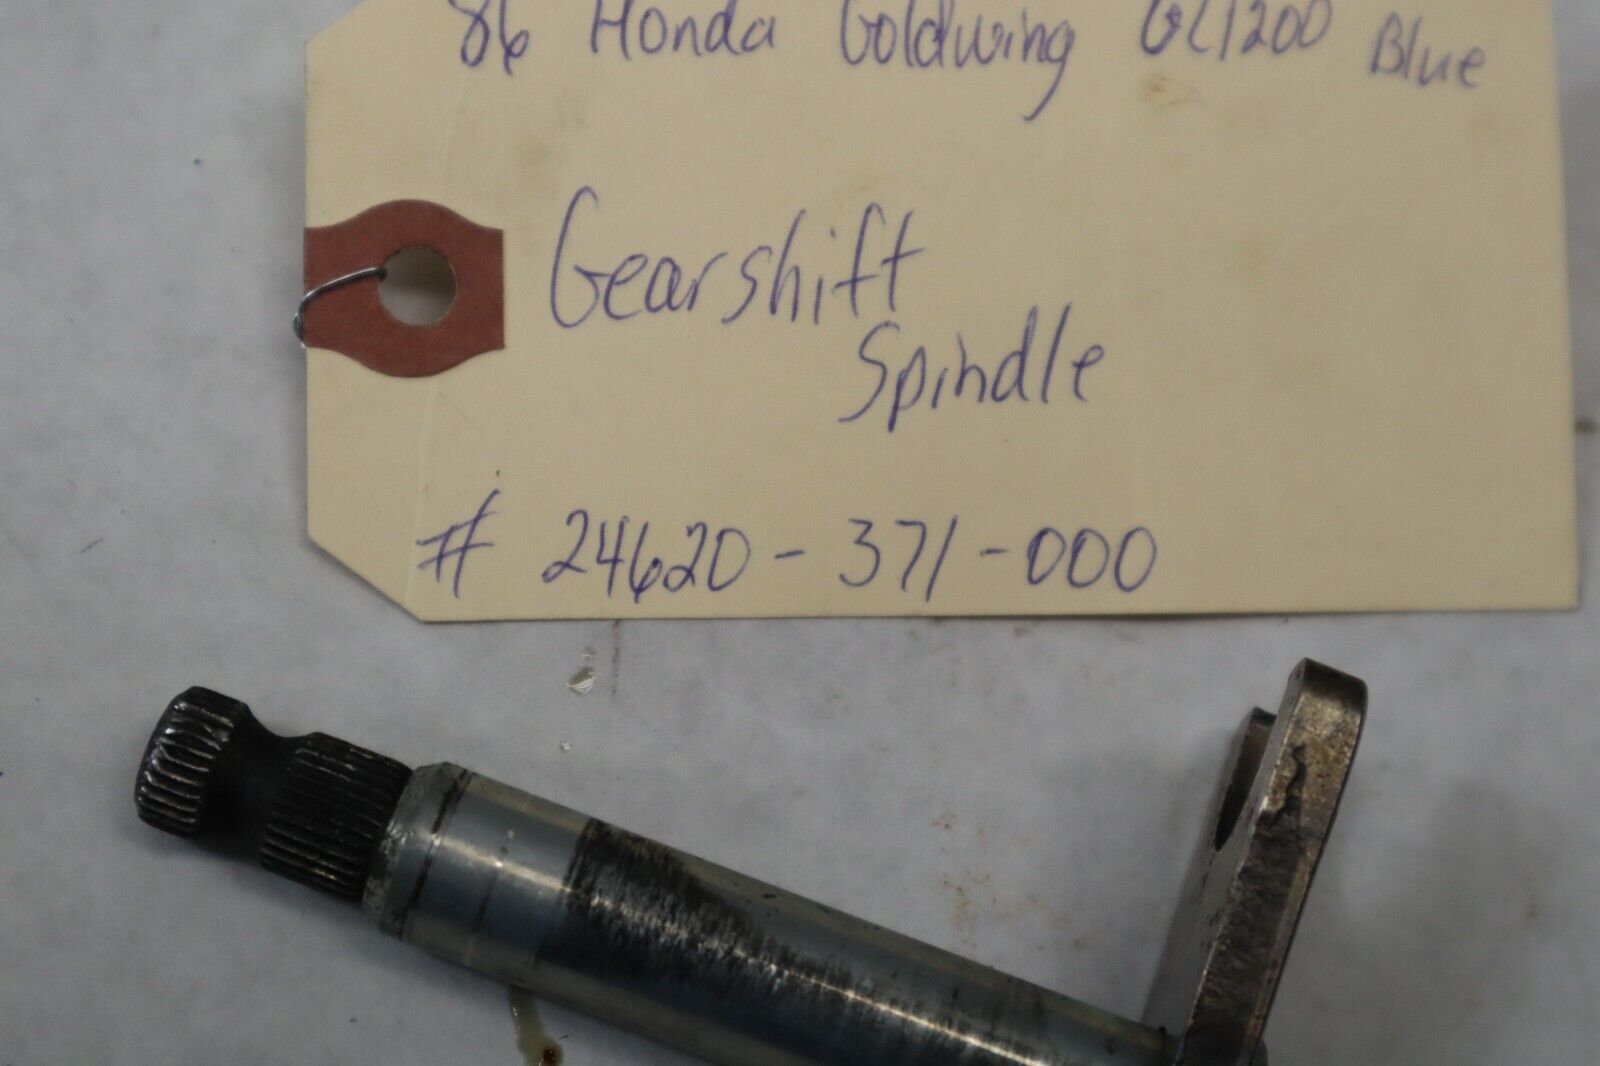 86 Honda Goldwing GL1200 Blue
Gearshift
Spindle
# 24620-371-000